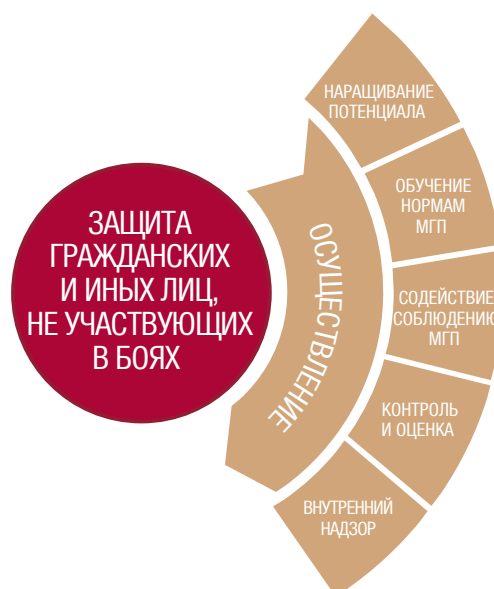 ЗАЩИТА
ГРАЖДАНСКИХ
И ИНЫХ ЛИЦ,
НЕ УЧАСТВУЮЩИХ
В БОЯХ
ОСУЩЕСТВЛЕНИЕ
НАРАЩИВАНИЕ
ПОТЕНЦИАЛА
ОБУЧЕНИЕ
НОРМАМ
МГП
СОДЕЙСТВИЕ
СОБЛЮДЕНИЮ
МГП
КОНТРОЛЬ
И ОЦЕНКА
ВНУТРЕННИЙ
НАДЗОР